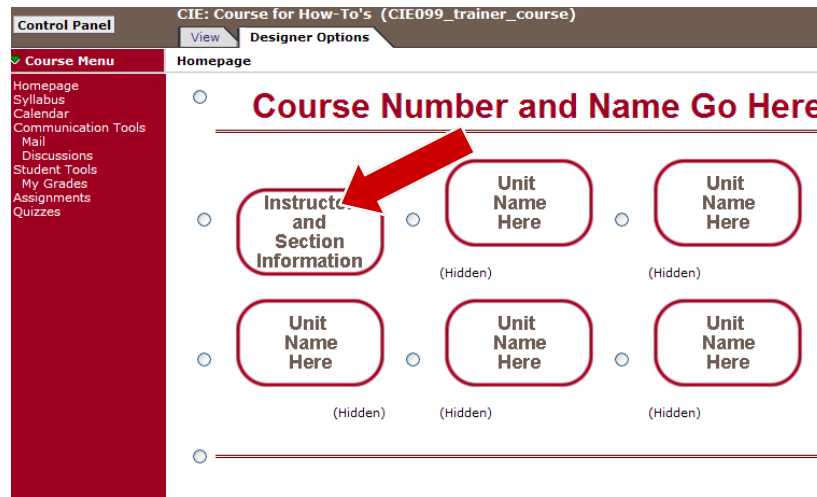 CIE: Course for How-To's (CIE099_trainer_course)
Control Panel
View Designer Options
Course Menu
Homepage
Homepage
Syllabus
Calendar
Communication Tools
Mail
Discussions
Student Tools
My Grades
Assignments
Quizzes
Course Number and Name Go Here
Instructor
and
Section
Information
Unit
Name
Here
(Hidden)
Unit
Name
Here
(Hidden)
Unit
Name
Here
(Hidden)
Unit
Name
Here
(Hidden)
Unit
Name
Here
(Hidden)